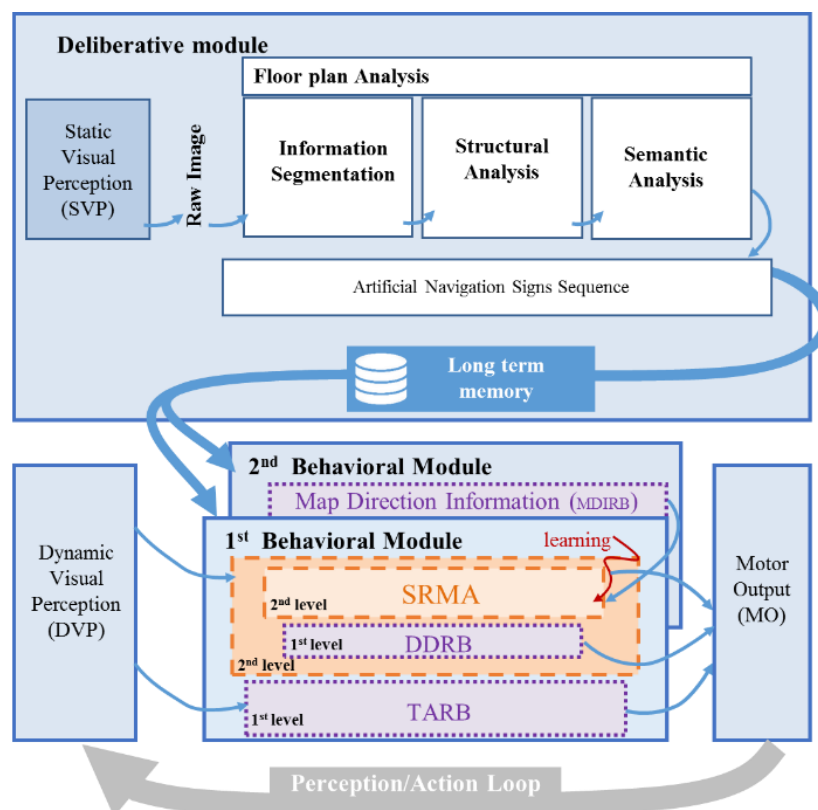 Deliberative module
Floor plan Analysis
Static
Visual
Perception
(SVP)
Raw Image
Information
Segmentation
Structural
Analysis
Semantic
Analysis
Artificial Navigation Signs Sequence
Long term
memory
2nd Behavioral Module
Map Direction Information (MDIRB)
1st Behavioral Module
learning
SRMA
2nd level
DDRB
1st level
2nd level
TARB
1st level
Dynamic
Visual
Perception
(DVP)
Motor
Output
(MO)
Perception/Action Loop